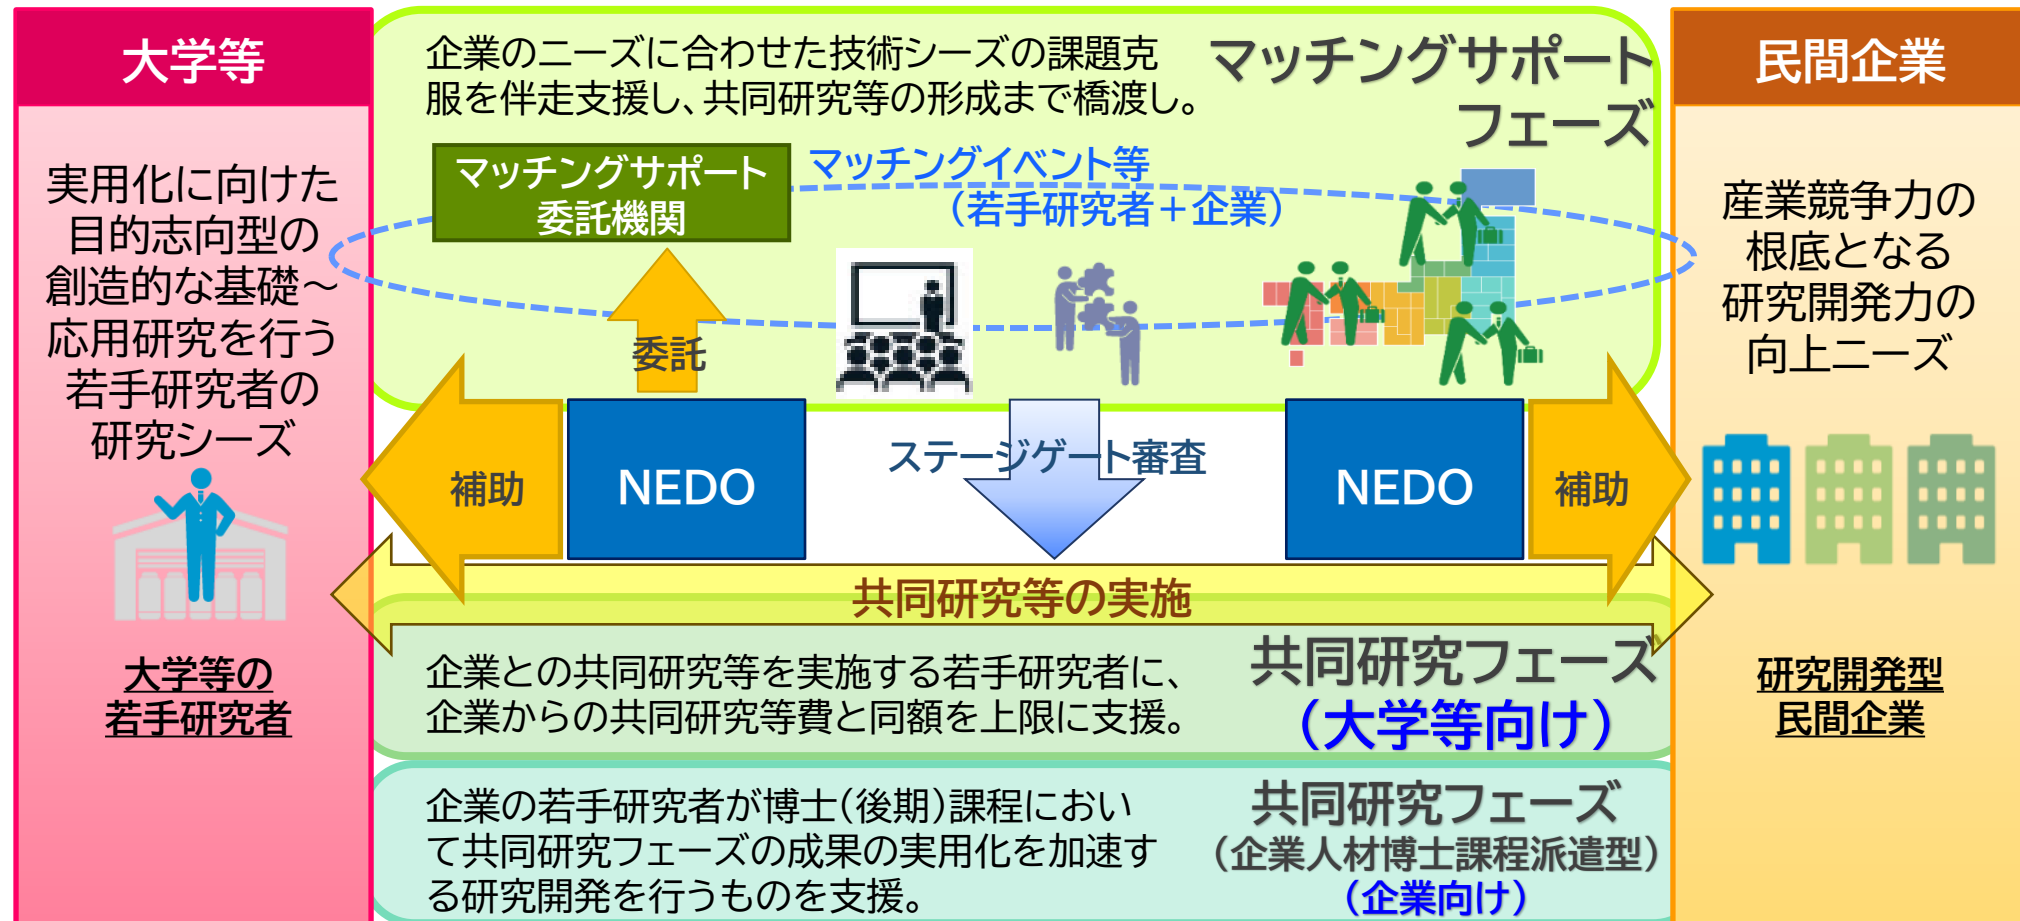 大学等
実用化に向けた
目的志向型の
創造的な基礎～
応用研究を行う
若手研究者の
研究シーズ
大学等の
若手研究者
企業のニーズに合わせた技術シーズの課題克
服を伴走支援し、共同研究等の形成まで橋渡し。
マッチングサポート
フェーズ
マッチングサポート
委託機関
マッチングイベント等
（若手研究者＋企業）
委託
補助
NEDO
ステージゲート審査
NEDO
補助
共同研究等の実施
企業との共同研究等を実施する若手研究者に、
企業からの共同研究等費と同額を上限に支援。
共同研究フェーズ
（大学等向け）
企業の若手研究者が博士(後期)課程におい
て共同研究フェーズの成果の実用化を加速す
る研究開発を行うものを支援。
共同研究フェーズ
（企業人材博士課程派遣型）
（企業向け）
民間企業
産業競争力の
根底となる
研究開発力の
向上ニーズ
研究開発型
民間企業